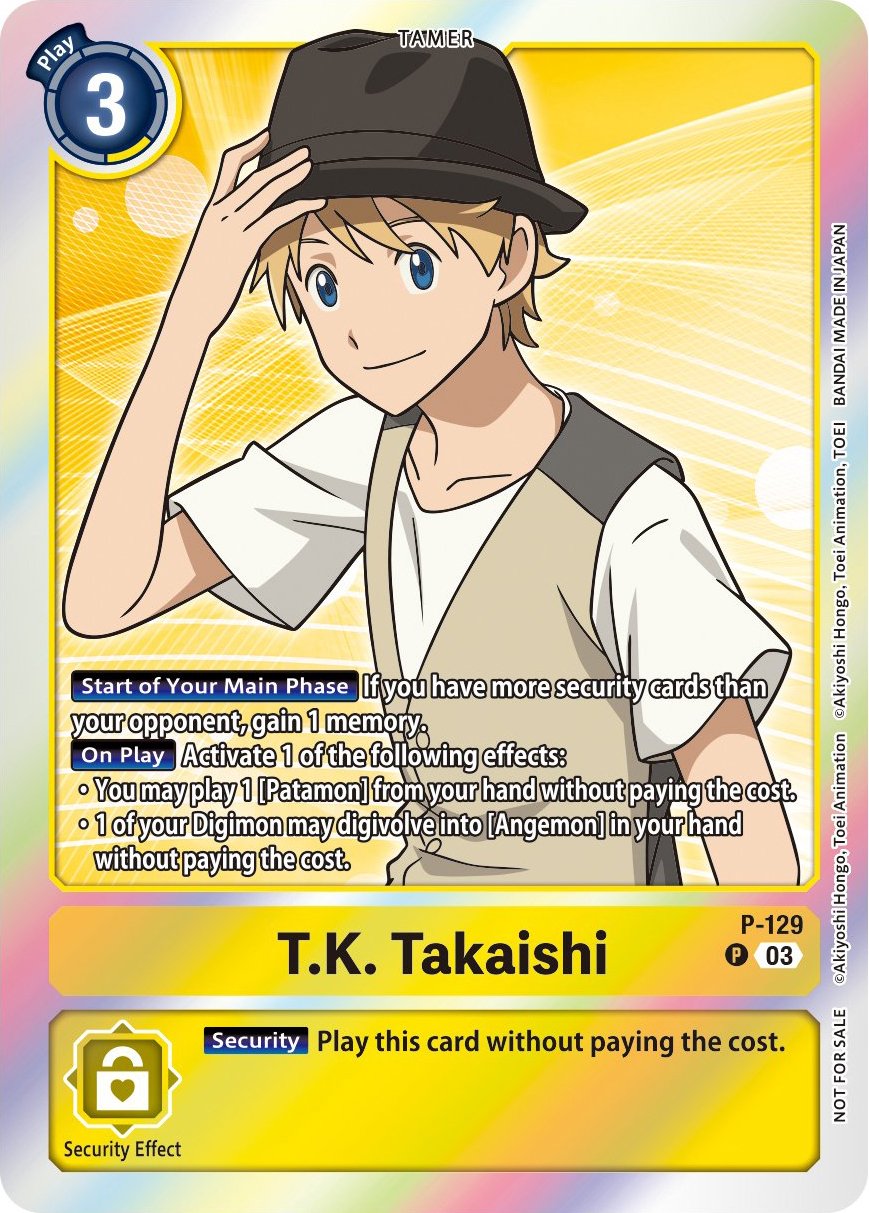 TAMER
Play
3
Start of Your Main Phase If you have more security cards than
your opponent, gain 1 memory.
On Play Activate 1 of the following effects:
・You may play 1 [Patamon] from your hand without paying the cost.
・1 of your Digimon may digivolve into [Angemon] in your hand
without paying the cost.
P-129
T.K. Takaishi
P 03
Security Play this card without paying the cost.
Security Effect
NOT FOR SALE ©Akiyoshi Hongo, Toei Animation ©Akiyoshi Hongo, Toei Animation, TOEI BANDAI MADE IN JAPAN